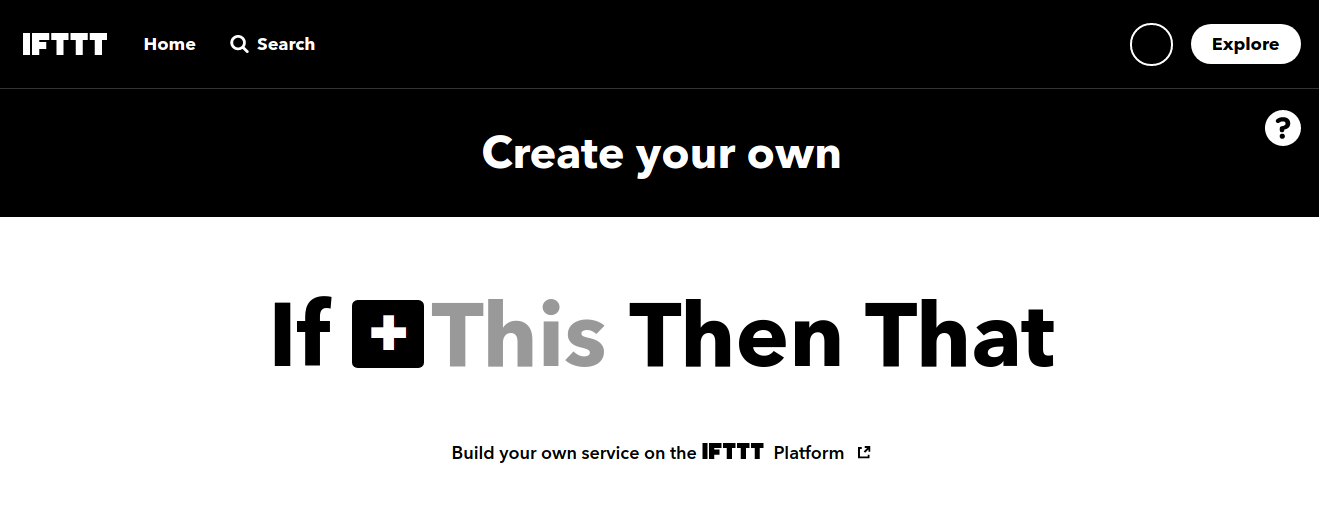 IFTTT Home Search Explore
?
Create your own
If + This Then That
Build your own service on the IFTTT Platform